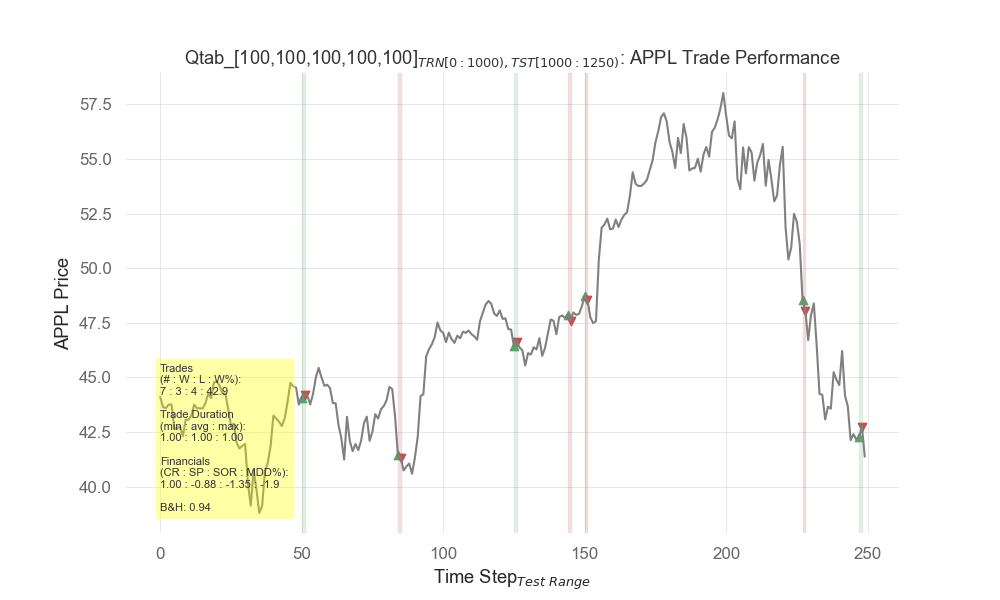 Qtab_[100,100,100,100,100]TRN[0 : 1000), TST[1000 : 1250): APPL Trade Performance
57.5
55.0
52.5
50.0
47.5
45.0
42.5
40.0
APPL Price
Trades
(# : W : L : W%):
7 : 3 : 4 : 42.9
Trade Duration
(min : avg : max):
1.00 : 1.00 : 1.00
Financials
(CR : SP : SOR : MDD%):
1.00 : -0.88 : -1.35 : -1.9
B&H: 0.94
0 50 100 150 200 250
Time StepTest Range